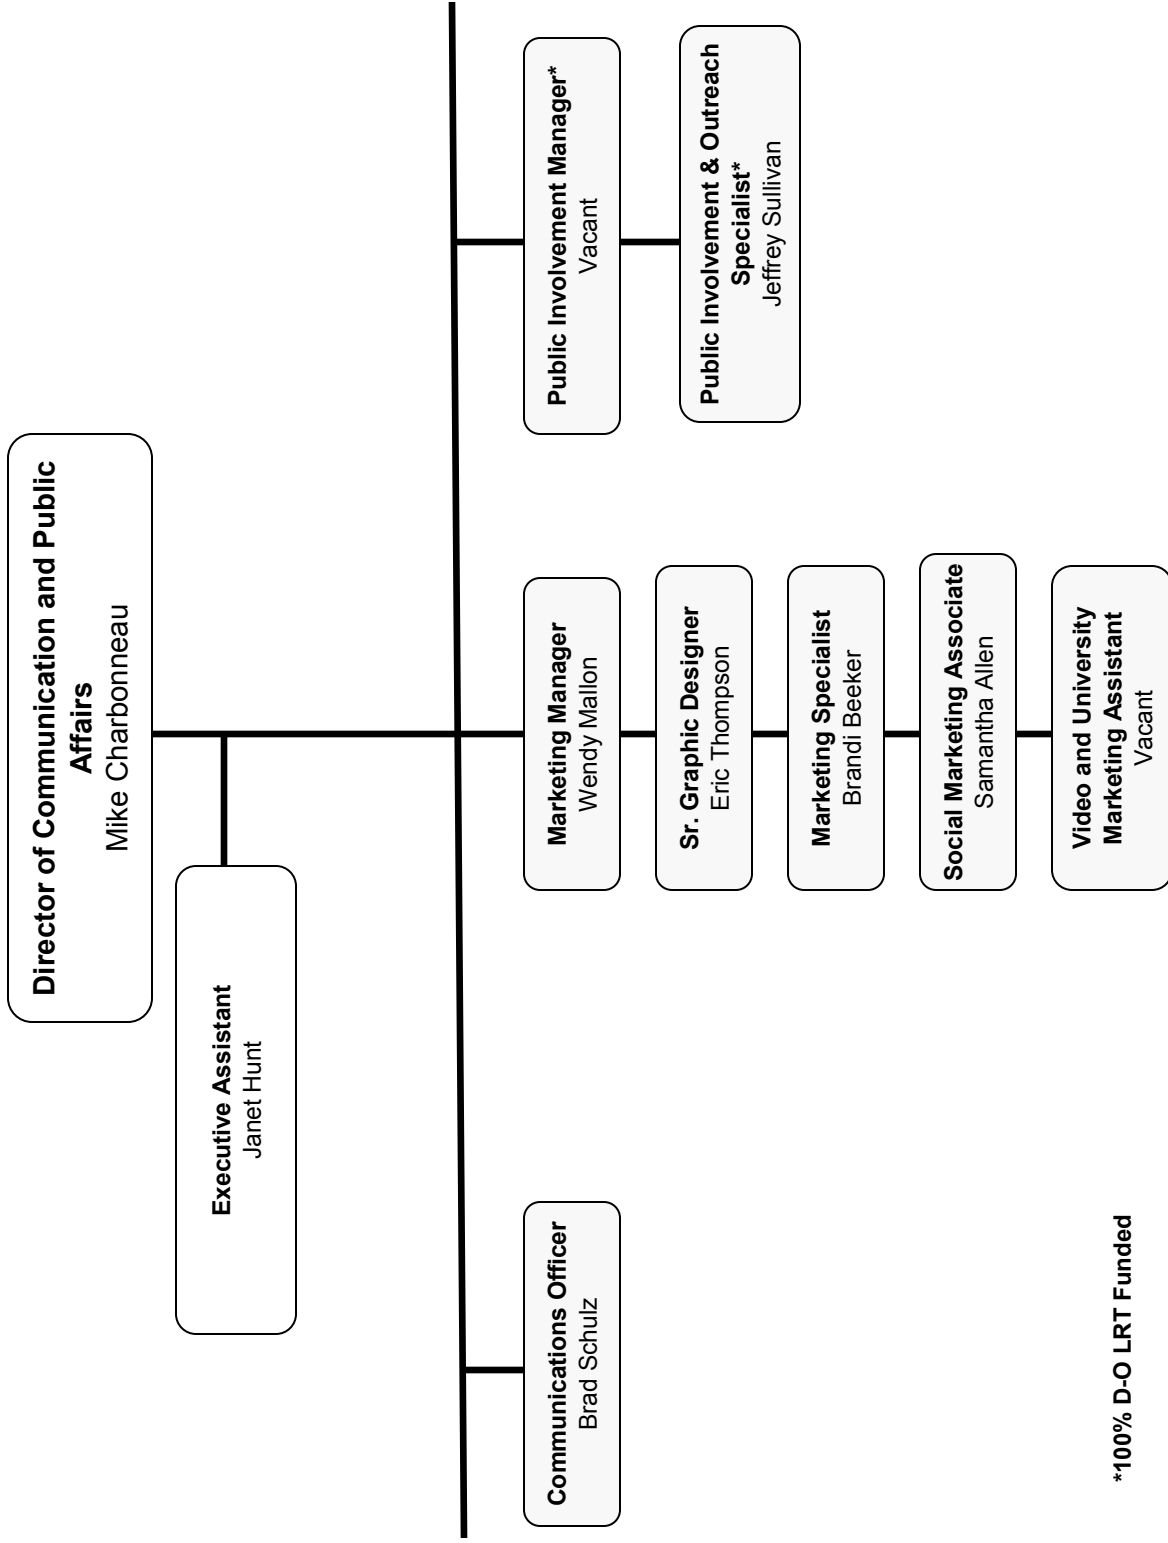 Director of Communication and Public
Affairs
Mike Charbonneau
Executive Assistant
Janet Hunt
Communications Officer
Brad Schulz
Marketing Manager
Wendy Mallon
Sr. Graphic Designer
Eric Thompson
Marketing Specialist
Brandi Beeker
Social Marketing Associate
Samantha Allen
Video and University
Marketing Assistant
Vacant
Public Involvement Manager*
Vacant
Public Involvement & Outreach
Specialist*
Jeffrey Sullivan
*100% D-O LRT Funded